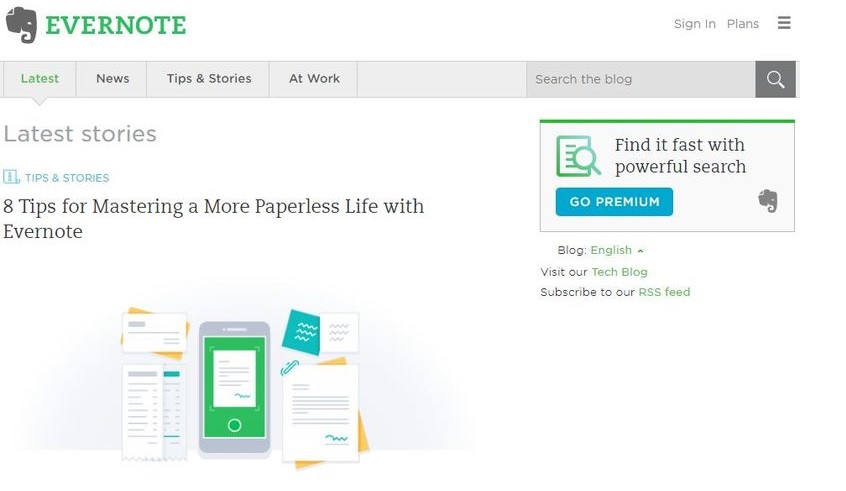 EVERNOTE
Sign In Plans
Latest News Tips & Stories At Work
Search the blog
Latest stories
TIPS & STORIES
8 Tips for Mastering a More Paperless Life with
Evernote
Find it fast with
powerful search
GO PREMIUM
Blog: English
Visit our Tech Blog
Subscribe to our RSS feed